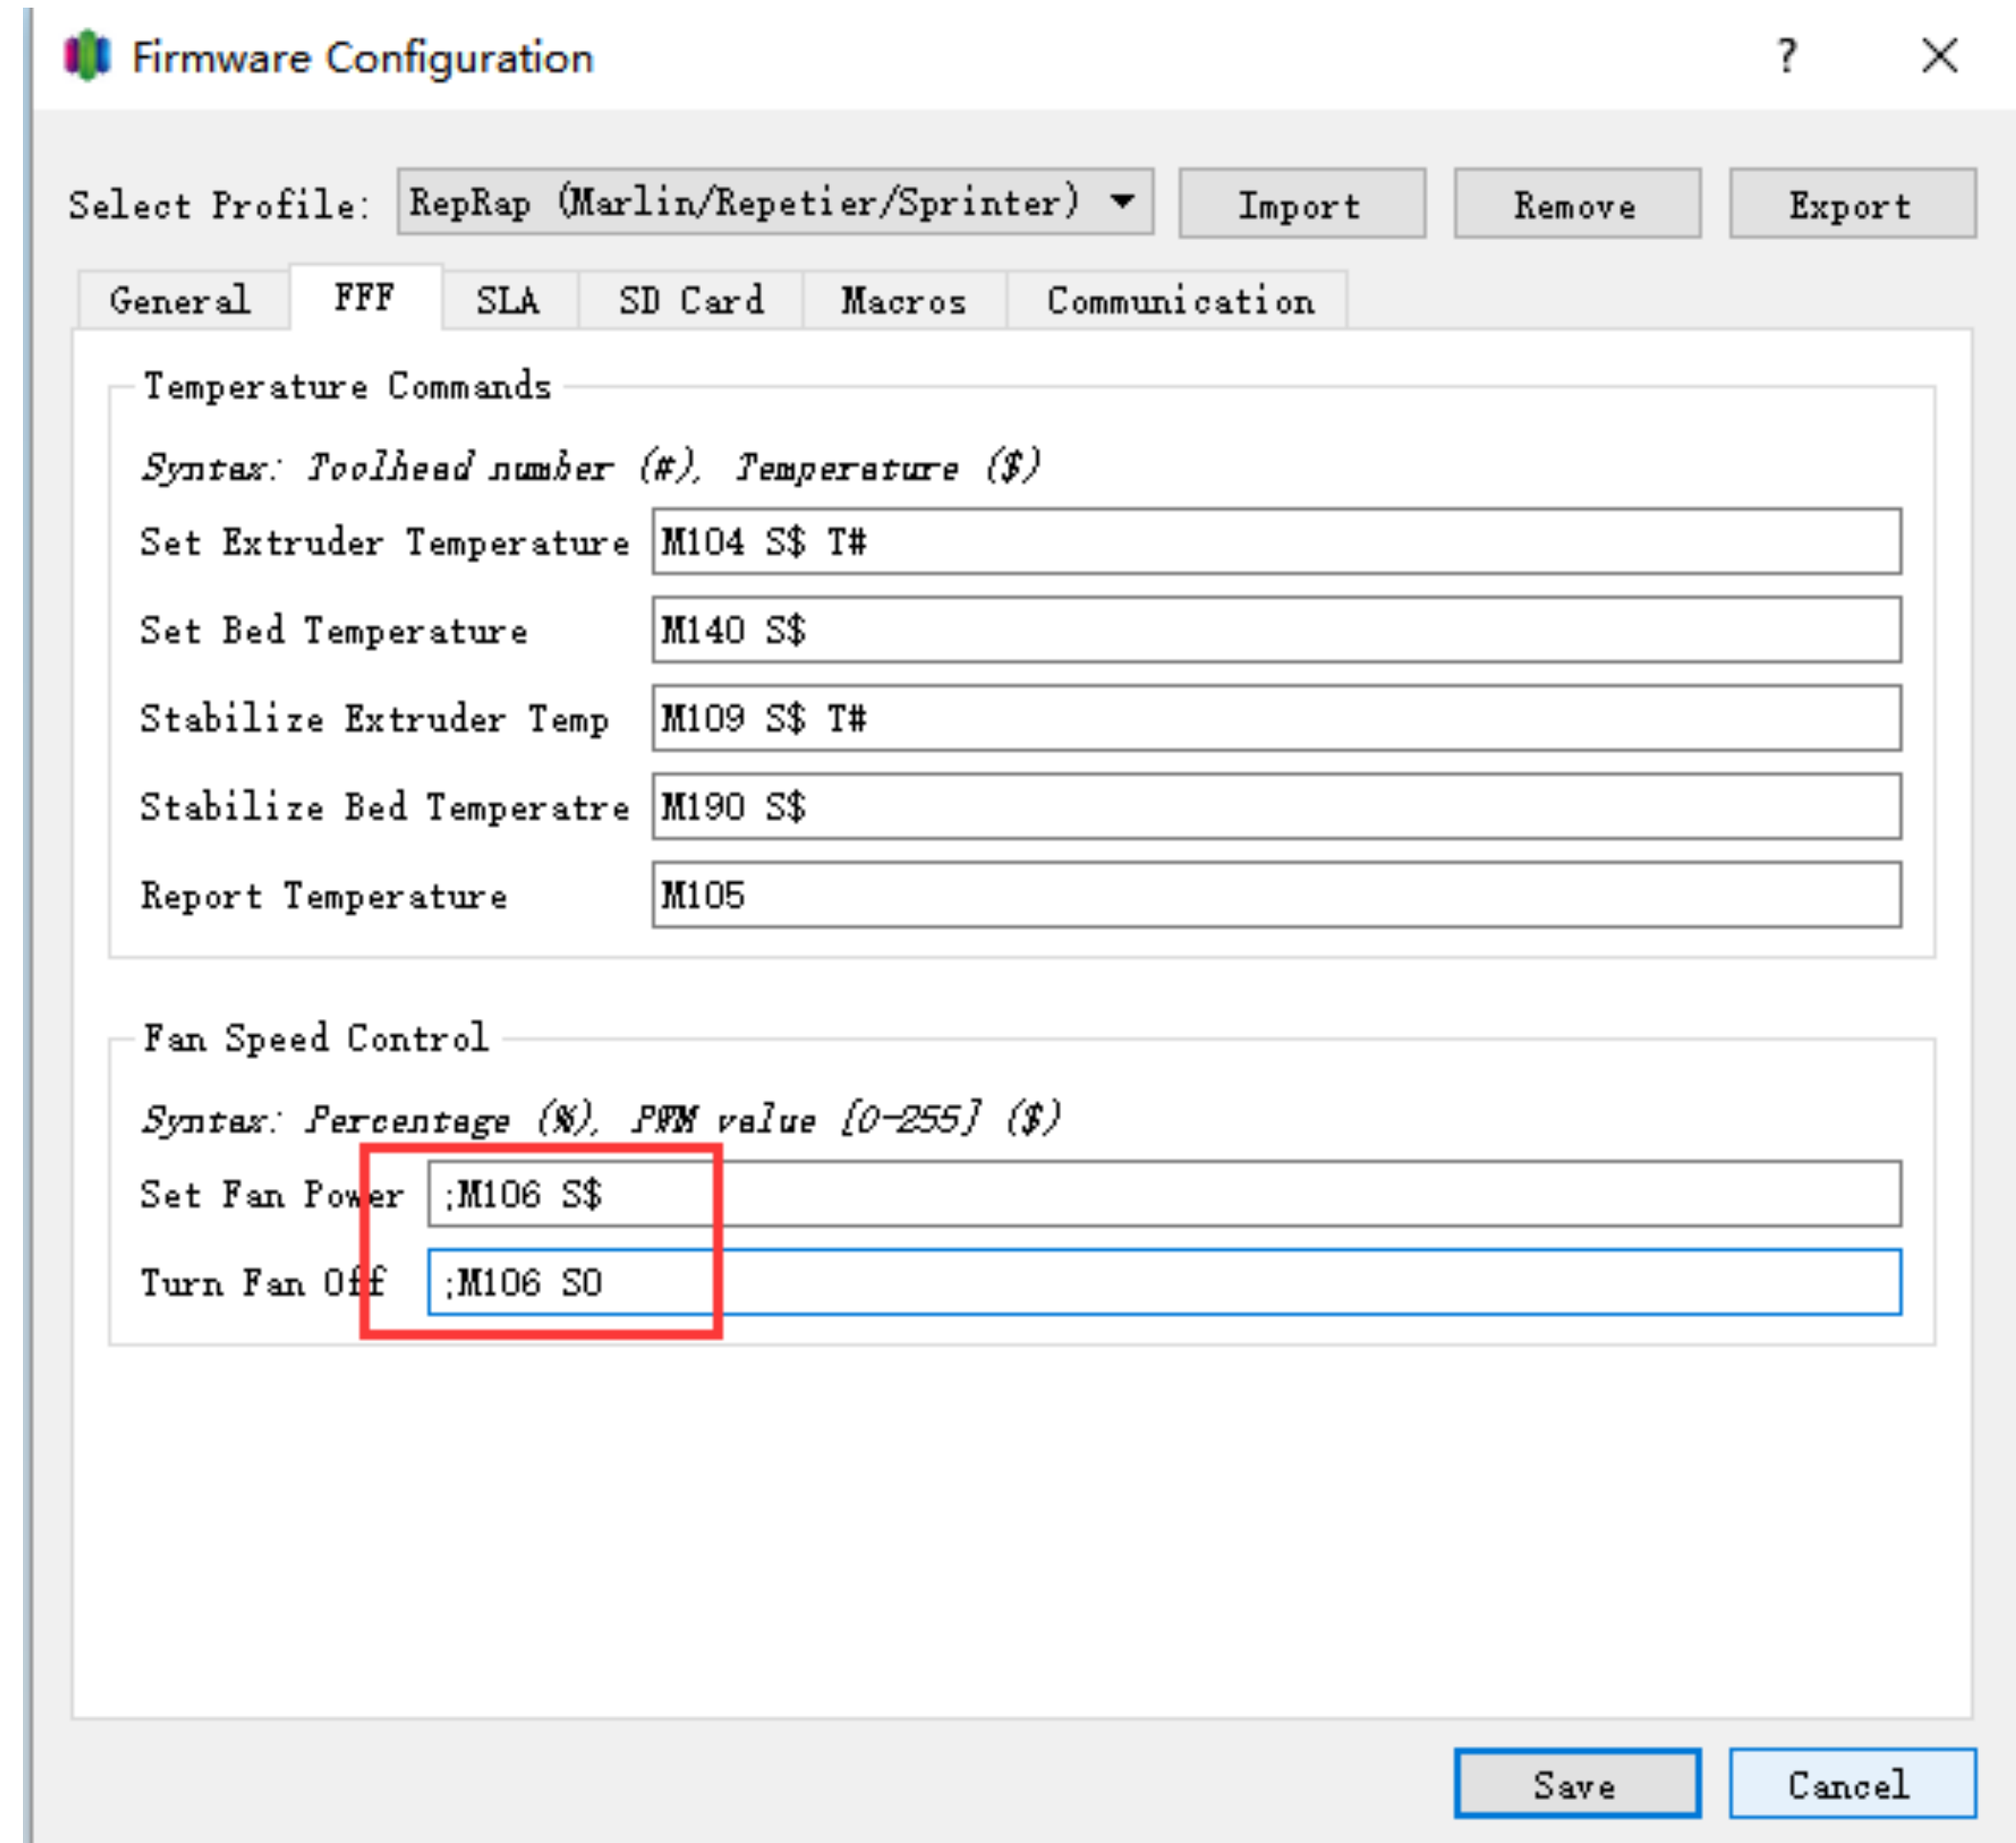 Firmware Configuration ?
Select Profile: RepRap (Marlin/Repetier/Sprinter) Import Remove Export
General FFF SLA SD Card Macros Communication
Temperature Commands
Syntax: Toolhead number (#), Temperature ($)
Set Extruder Temperature M104 S$ T#
Set Bed Temperature M140 S$
Stabilize Extruder Temp M109 S$ T#
Stabilize Bed Temperatre M190 S$
Report Temperature M105
Fan Speed Control
Syntax: Percentage (%), PWM value [0-255] ($)
Set Fan Power ;M106 S$
Turn Fan Off ;M106 S0
Save Cancel